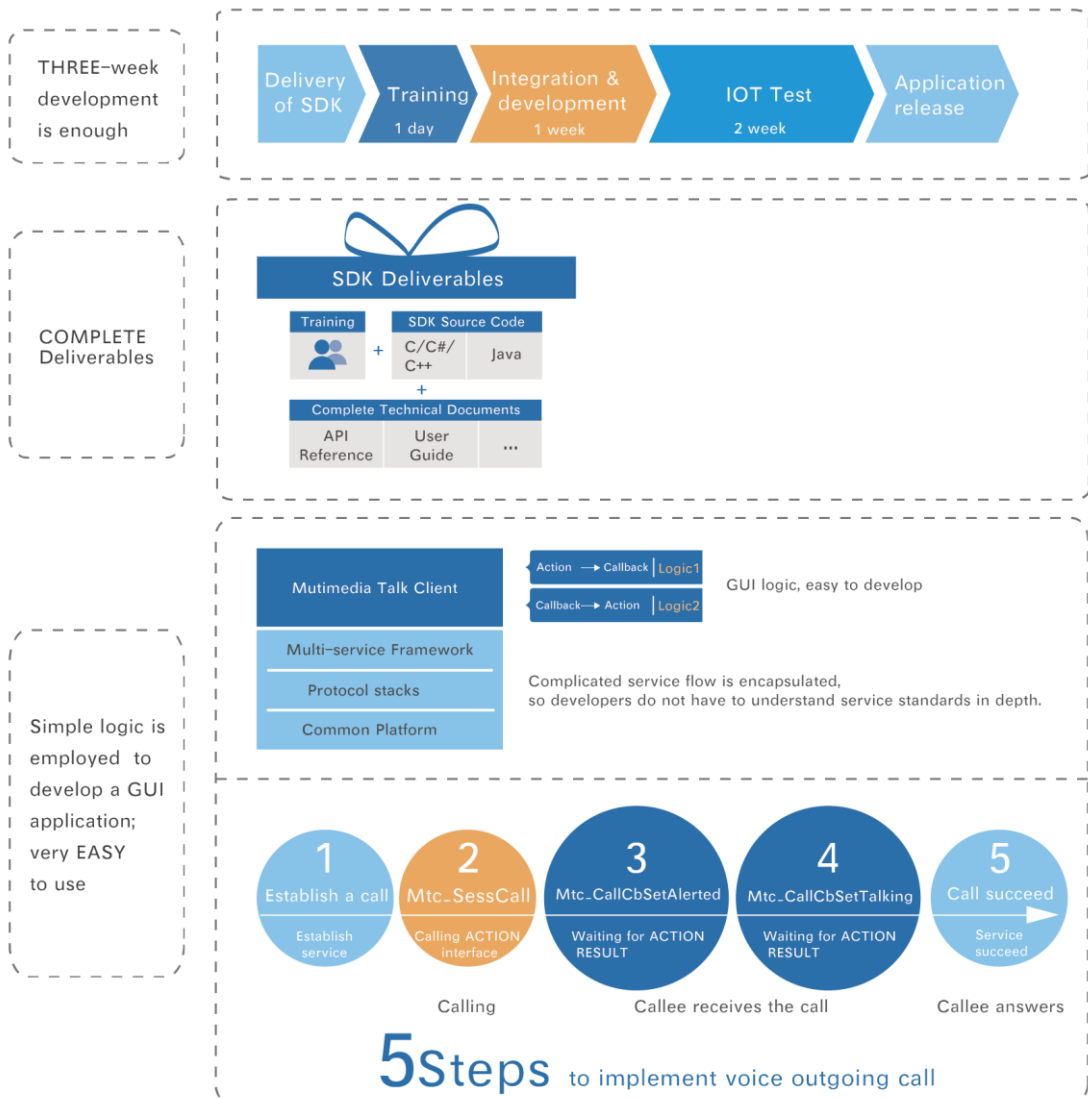 THREE-week
development
is enough
Delivery
of SDK
Training
1 day
Integration &
development
1 week
IOT Test
2 week
Application
release
COMPLETE
Deliverables
SDK Deliverables
Training
+
SDK Source Code
C/C#/
C++
Java
+
Complete Technical Documents
API
Reference
User
Guide
...
Simple logic is
employed to
develop a GUI
application;
very EASY
to use
Mutimedia Talk Client
Multi-service Framework
Protocol stacks
Common Platform
Action → Callback | Logic1
Callback → Action | Logic2
GUI logic, easy to develop
Complicated service flow is encapsulated,
so developers do not have to understand service standards in depth.
1
Establish a call
Establish
service
2
Mtc_SessCall
Calling ACTION
interface
3
Mtc_CallCbSetAlerted
Waiting for ACTION
RESULT
4
Mtc_CallCbSetTalking
Waiting for ACTION
RESULT
5
Call succeed
Service
succeed
Calling
Callee receives the call
Callee answers
5Steps to implement voice outgoing call